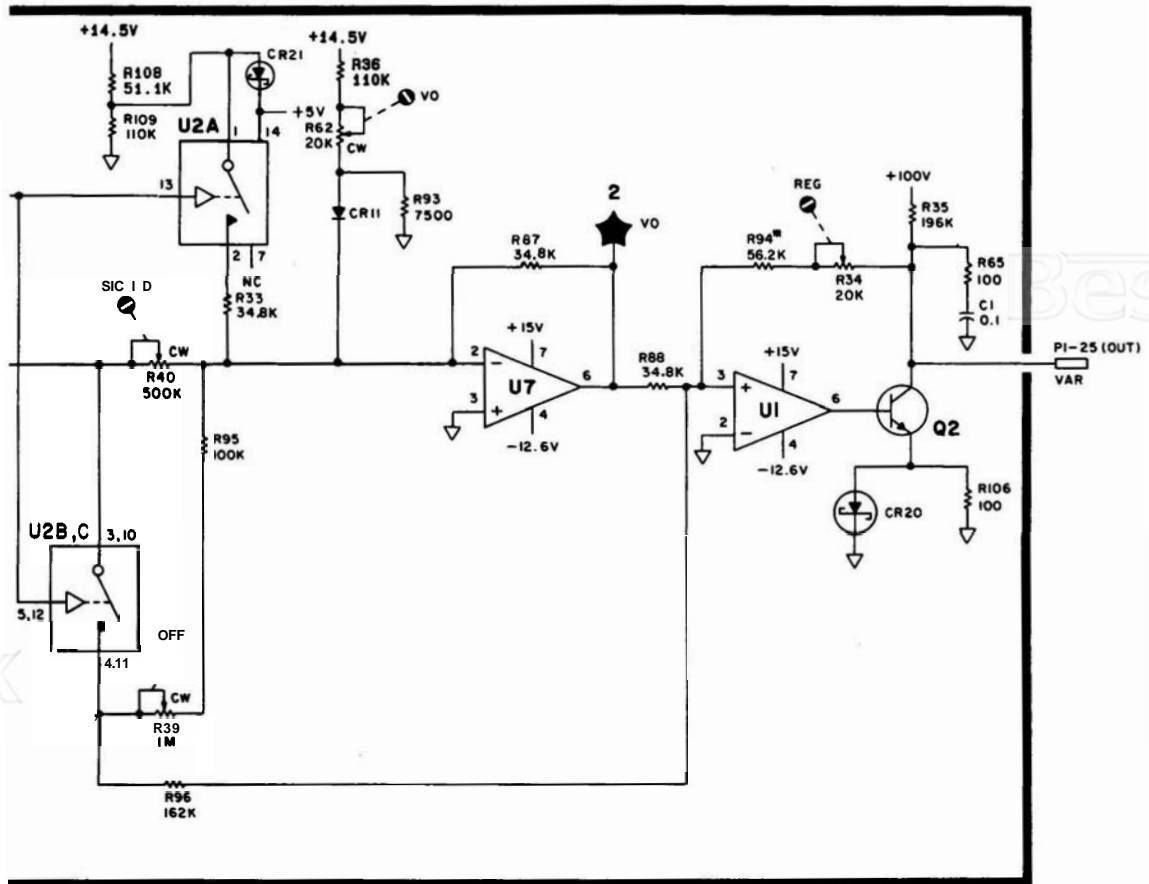 +14.5V
R108
51.1K
R109
110K
CR21
+14.5V
R36
110K
VO
+5V
R62
20K
CW
U2A
1
14
13
2
7
NC
CR11
R93
7500
R33
34.8K
SIC I D
CW
R40
500K
R95
100K
R87
34.8K
2
VO
+15V
7
2
−
U7
6
3
+
4
−12.6V
R88
34.8K
REG
R94*
56.2K
R34
20K
+100V
R35
196K
R65
100
C1
0.1
+15V
7
3
+
U1
6
2
−
4
−12.6V
Q2
P1-25 (OUT)
VAR
CR20
R106
100
U2B,C
3,10
5,12
OFF
4.11
CW
R39
1M
R96
162K
Bes